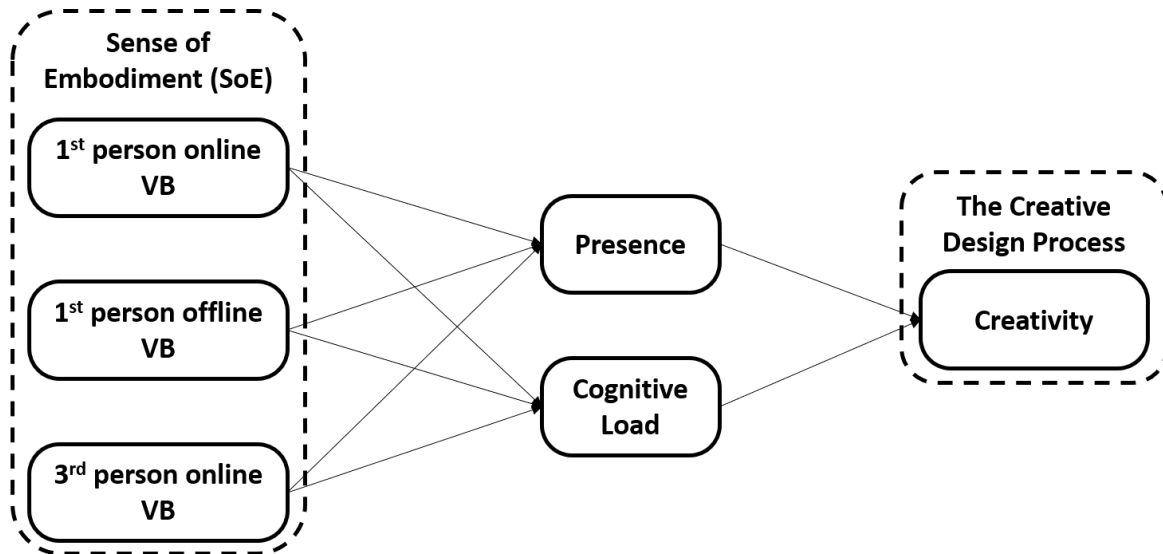 Sense of
Embodiment (SoE)
1st person online
VB
1st person offline
VB
3rd person online
VB
Presence
Cognitive
Load
The Creative
Design Process
Creativity